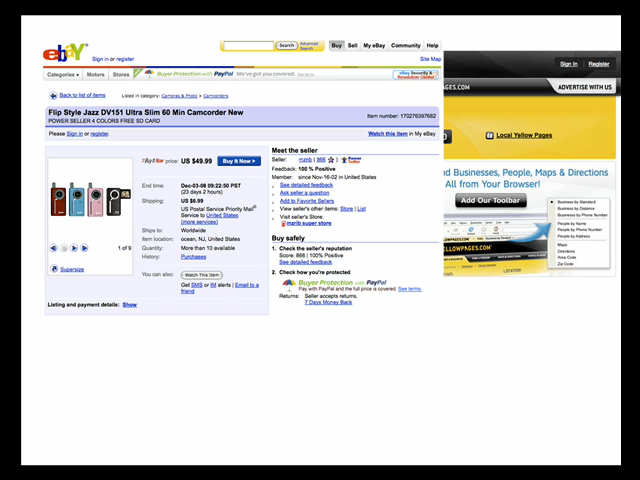 ebY
Sign in or register
Search
Advanced Search
Buy Sell My eBay Community Help
Site Map
Categories Motors Stores
Buyer Protection with PayPal We've got you covered.
eBay Security & Resolution Center
Back to list of items
Listed in category: Cameras & Photo > Camcorders
Flip Style Jazz DV151 Ultra Slim 60 Min Camcorder New
POWER SELLER 4 COLORS FREE SD CARD
Item number: 170276397682
Please Sign in or register.
Watch this item in My eBay
1 of 9
Supersize
Buy It Now price: US $49.99 Buy It Now >
End time: Dec-03-08 09:22:50 PST
(23 days 2 hours)
Shipping: US $6.99
US Postal Service Priority Mail®
Service to United States
(more services)
Ships to: Worldwide
Item location: ocean, NJ, United States
Quantity: More than 10 available
History: Purchases
You can also: Watch This Item
Get SMS or IM alerts | Email to a
friend
Listing and payment details: Show
Meet the seller
Seller: mzrib ( 866 ) Power Seller
Feedback: 100 % Positive
Member: since Nov-16-02 in United States
See detailed feedback
Ask seller a question
Add to Favorite Sellers
View seller's other items: Store | List
Visit seller's Store:
mzrib super store
Buy safely
1. Check the seller's reputation
Score: 866 | 100% Positive
See detailed feedback
2. Check how you're protected
Buyer Protection with PayPal
Pay with PayPal and the full price is covered. See terms.
Returns: Seller accepts returns.
7 Days Money Back
Sign In | Register
PAGES.COM
ADVERTISE WITH US
Local Yellow Pages
d Businesses, People, Maps & Directions
All from Your Browser!
Add Our Toolbar
Business by Standard
Business by Distance
Business by Phone Number
People by Name
People by Phone Number
People by Address
Maps
Directions
Area Code
Zip Code
LOCATION